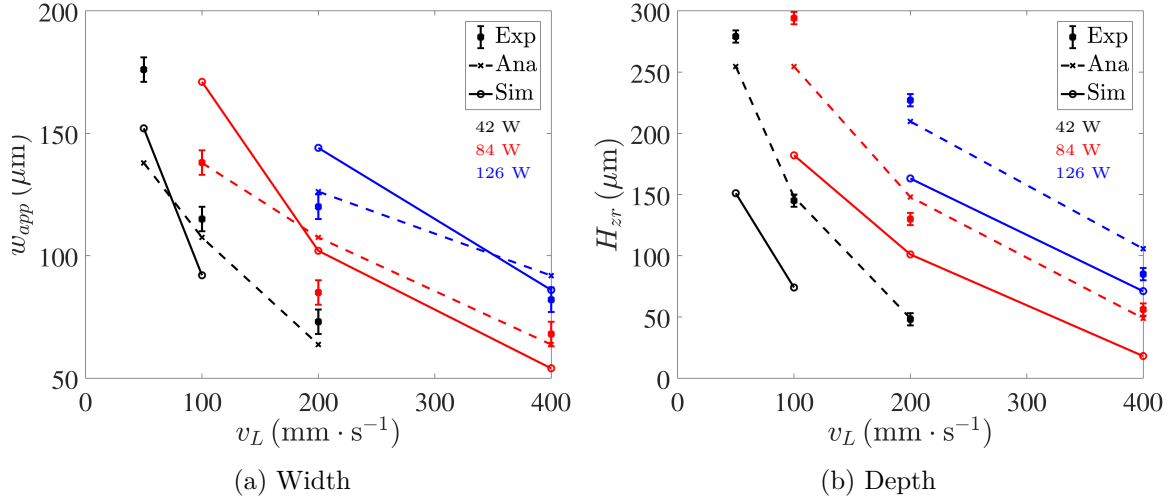 300
250
200
150
100
50
0
200
150
100
50
w_app (μm)
H_zr (μm)
Exp
Ana
Sim
42 W
84 W
126 W
Exp
Ana
Sim
42 W
84 W
126 W
0 100 200 300 400
0 100 200 300 400
v_L (mm · s⁻¹)
v_L (mm · s⁻¹)
(a) Width
(b) Depth